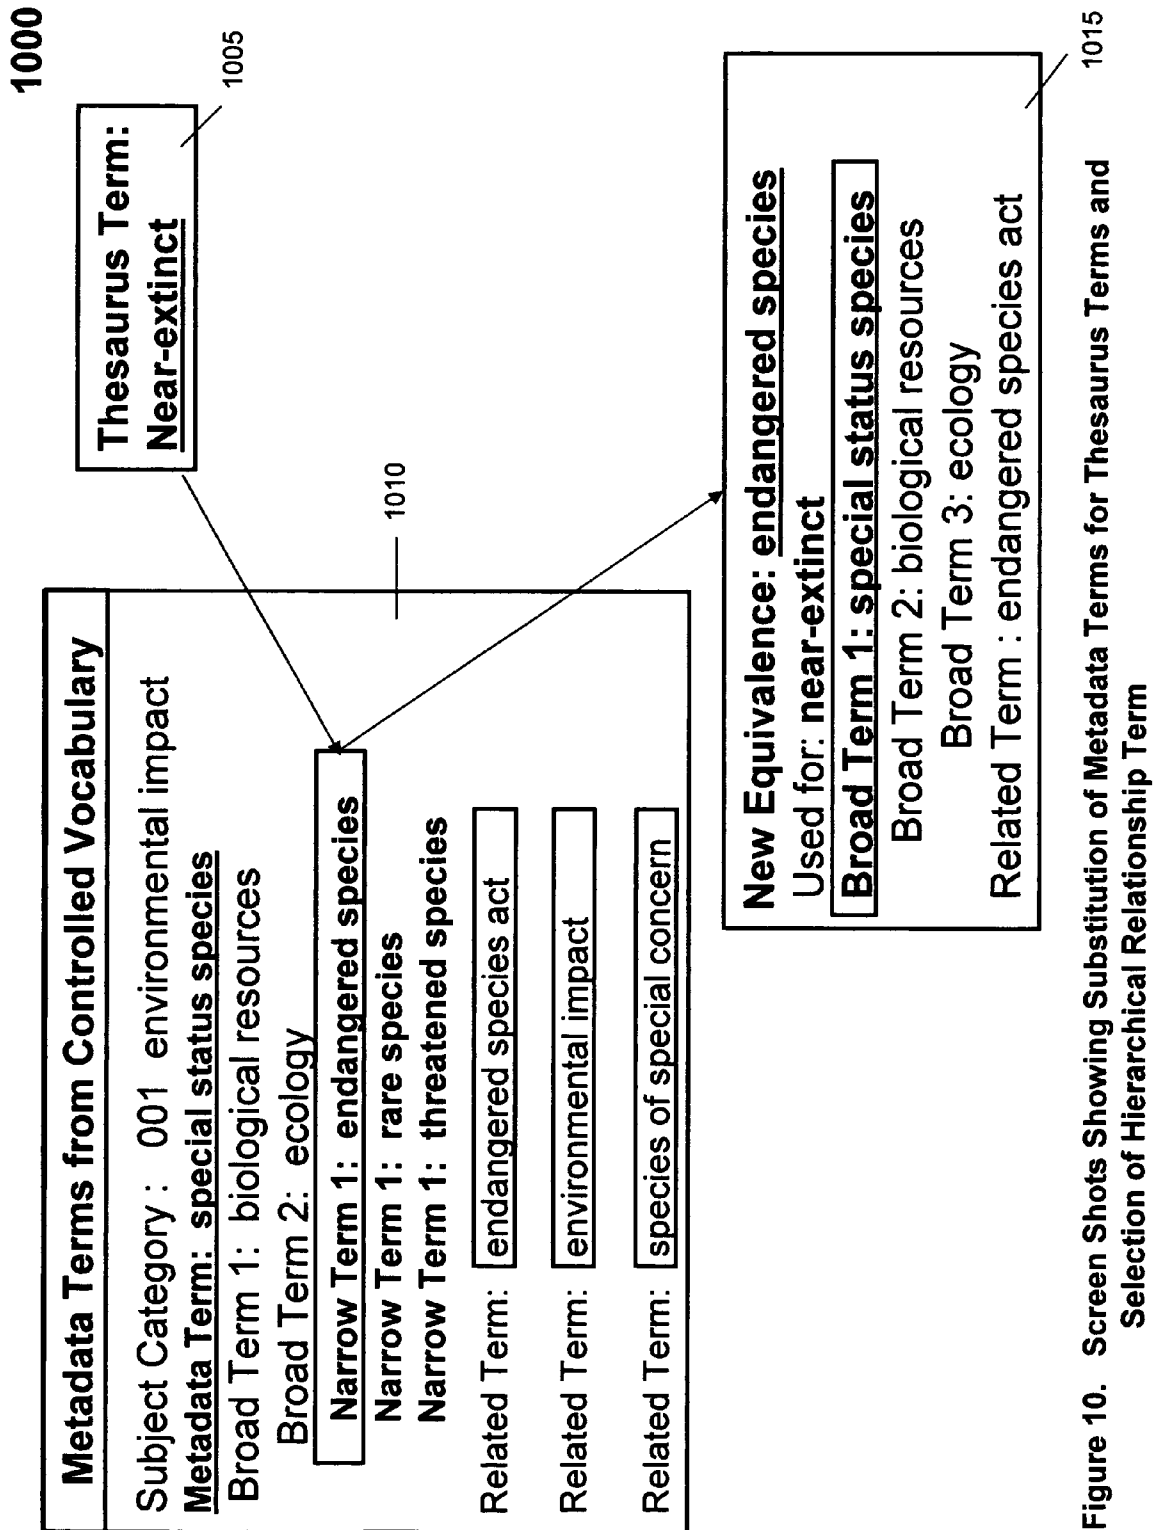 1000
Metadata Terms from Controlled Vocabulary
Subject Category : 001 environmental impact
Metadata Term: special status species
Broad Term 1: biological resources
Broad Term 2: ecology
Narrow Term 1: endangered species
Narrow Term 1: rare species
Narrow Term 1: threatened species
Related Term: endangered species act
Related Term: environmental impact
Related Term: species of special concern
1010
Thesaurus Term:
Near-extinct
1005
New Equivalence: endangered species
Used for: near-extinct
Broad Term 1: special status species
Broad Term 2: biological resources
Broad Term 3: ecology
Related Term : endangered species act
1015
Figure 10. Screen Shots Showing Substitution of Metadata Terms for Thesaurus Terms and
Selection of Hierarchical Relationship Term